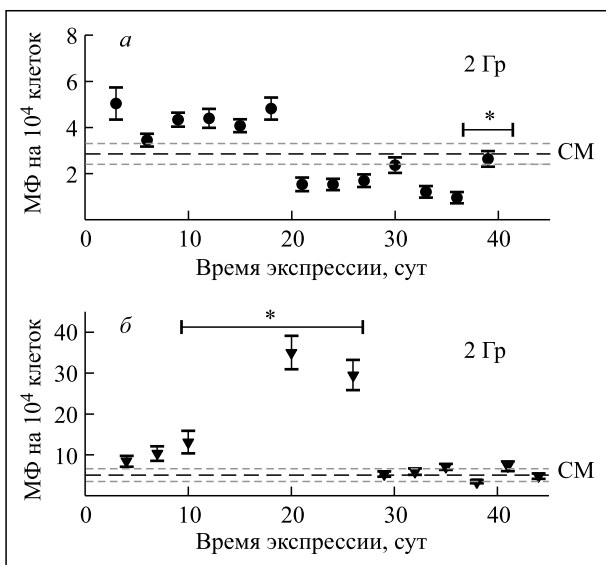 а
2 Гр
*
СМ
МФ на 10⁴ клеток
8
6
4
2
0 10 20 30 40
Время экспрессии, сут
б
*
2 Гр
СМ
МФ на 10⁴ клеток
40
30
20
10
0 10 20 30 40
Время экспрессии, сут